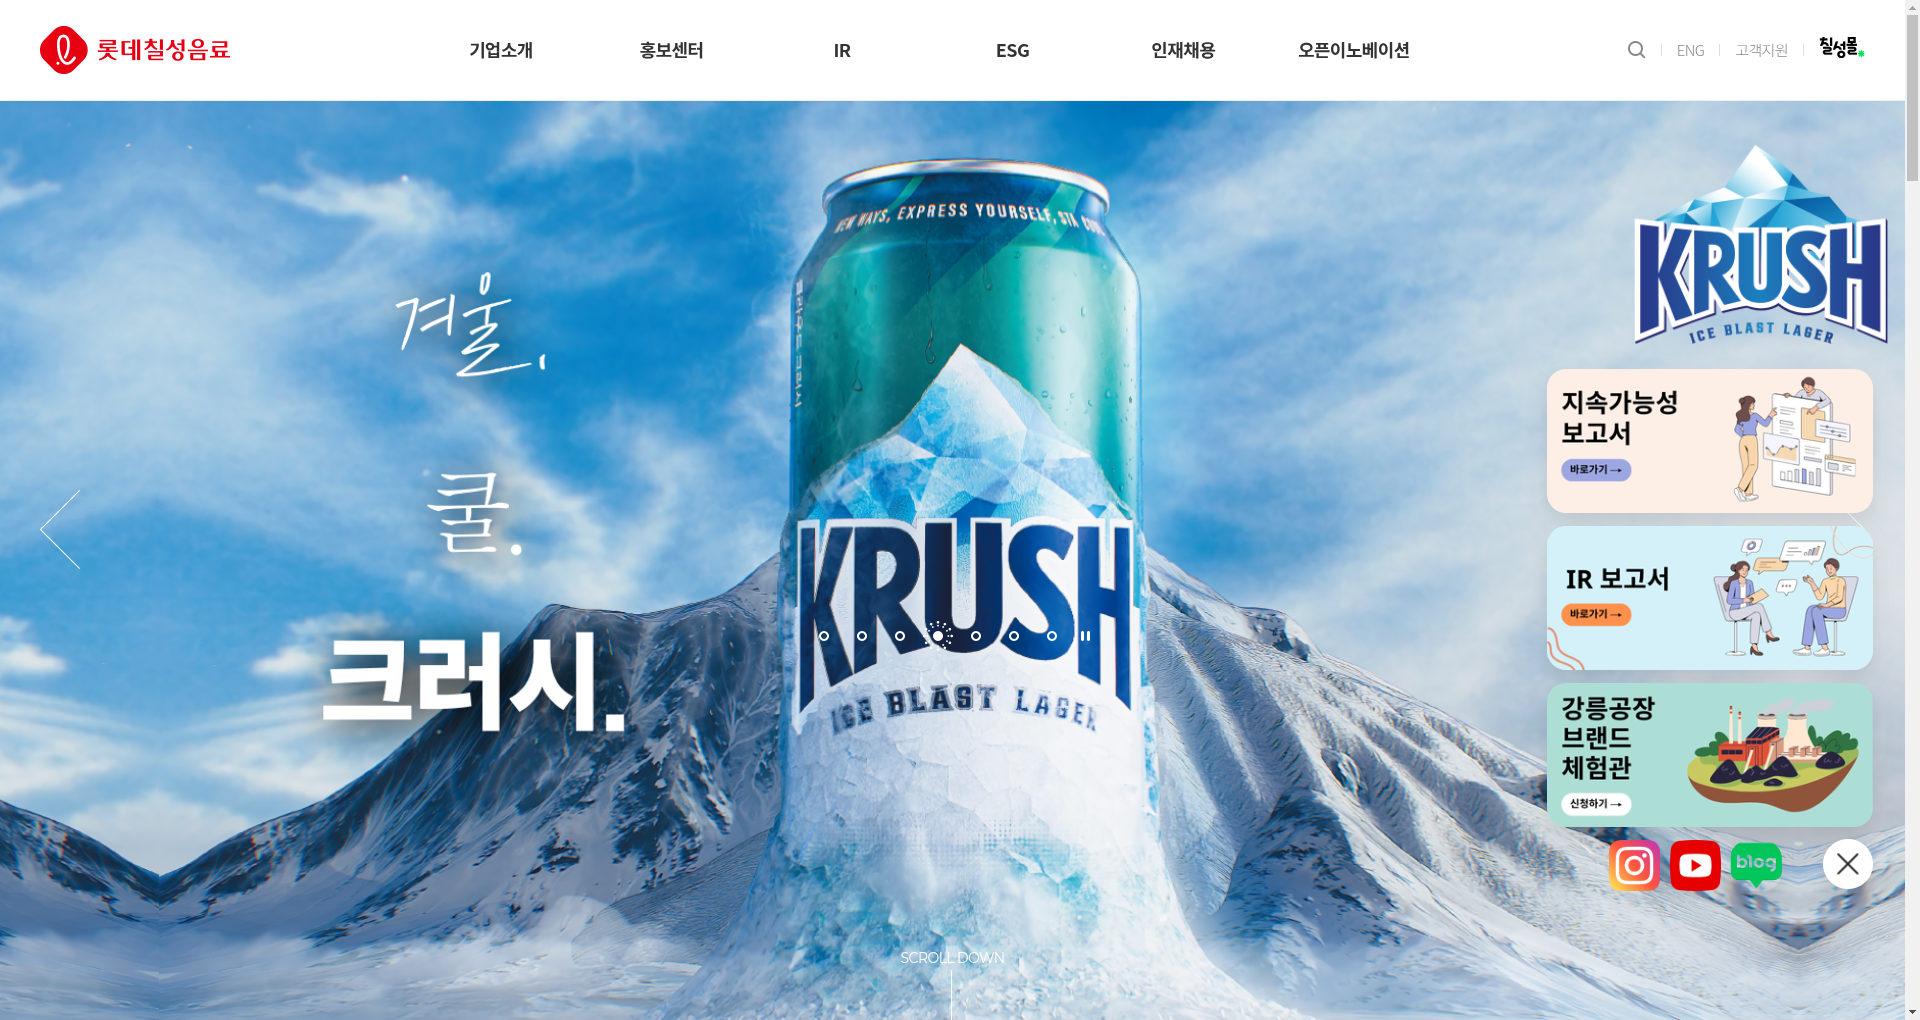 롯데칠성음료
기업소개
홍보센터
IR
ESG
인재채용
오픈이노베이션
ENG
고객지원
칠성몰
겨울.
쿨.
크러시.
NEW WAYS, EXPRESS YOURSELF, STA
KRUSH
ICE BLAST LAGER
KRUSH
ICE BLAST LAGER
지속가능성
보고서
바로가기 →
IR 보고서
바로가기 →
강릉공장
브랜드
체험관
신청하기 →
blog
SCROLL DOWN